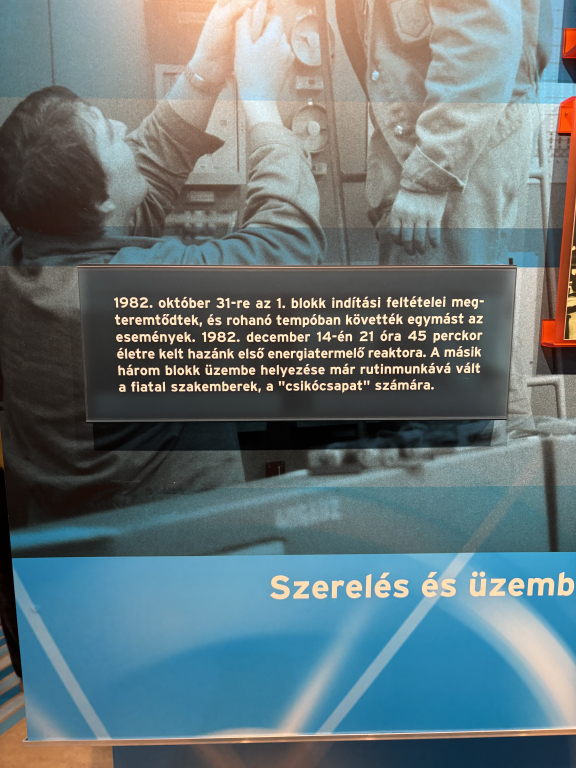 1982. október 31-re az 1. blokk indítási feltételei meg-
teremtődtek, és rohanó tempóban követték egymást az
események. 1982. december 14-én 21 óra 45 perckor
életre kelt hazánk első energiatermelő reaktora. A másik
három blokk üzembe helyezése már rutinmunkává vált
a fiatal szakemberek, a "csikócsapat" számára.
Szerelés és üzemb